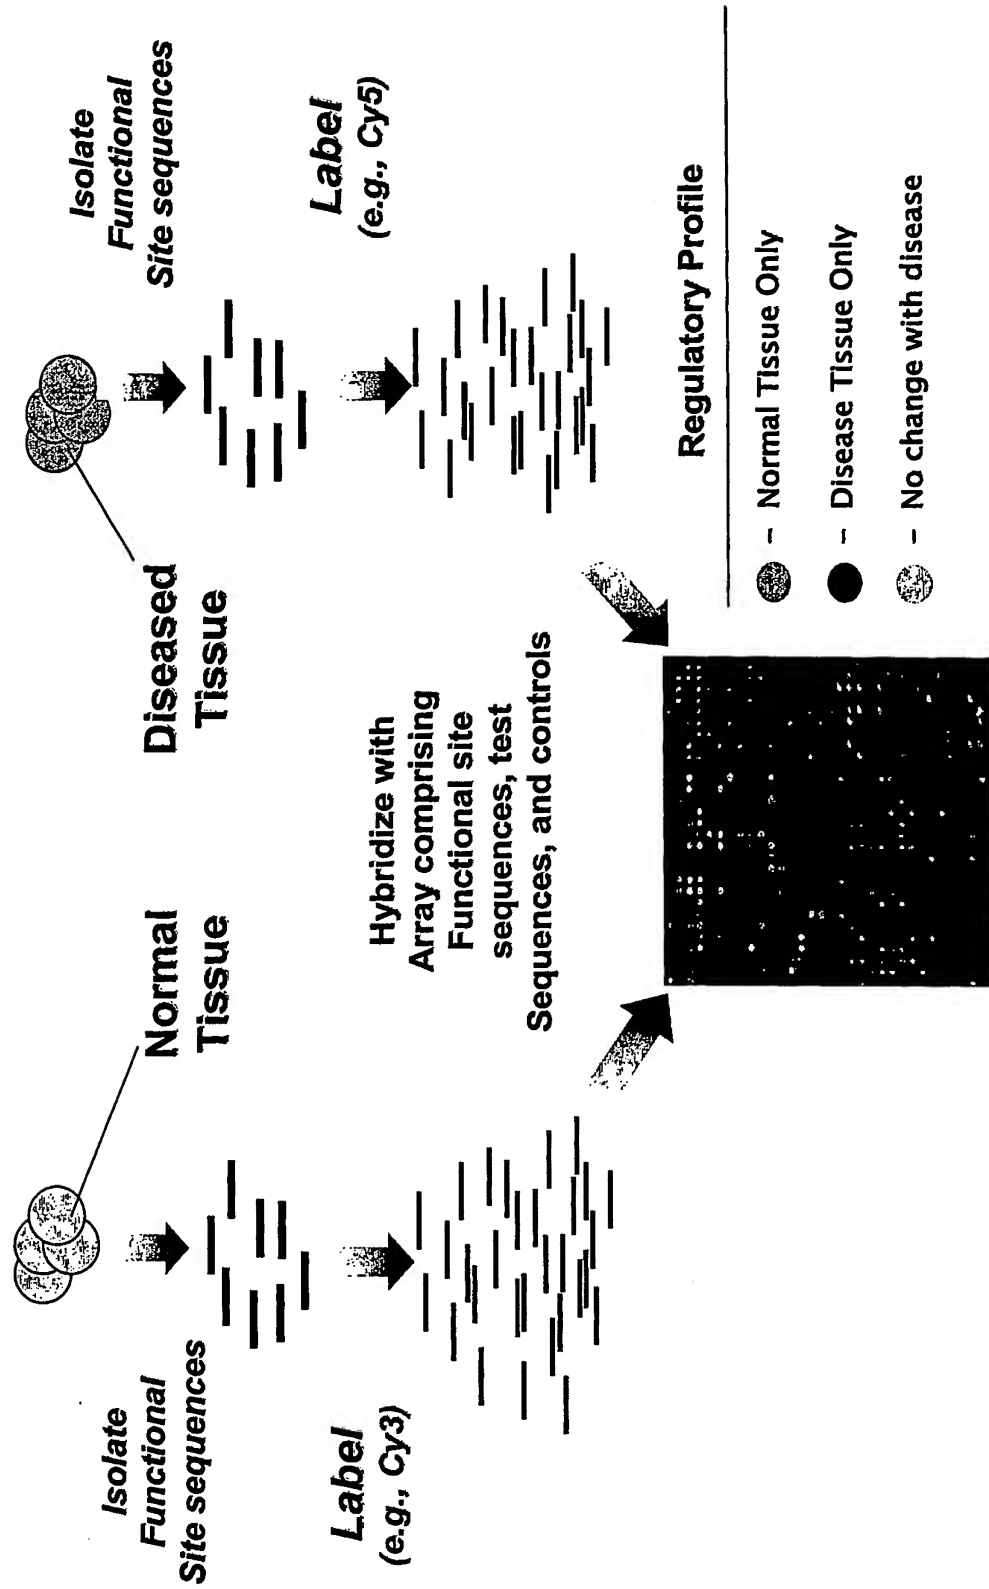 Normal
Tissue
Diseased
Tissue
Isolate
Functional
Site sequences
Isolate
Functional
Site sequences
Label
(e.g., Cy3)
Label
(e.g., Cy5)
Hybridize with
Array comprising
Functional site
sequences, test
Sequences, and controls
Regulatory Profile
– Normal Tissue Only
– Disease Tissue Only
– No change with disease